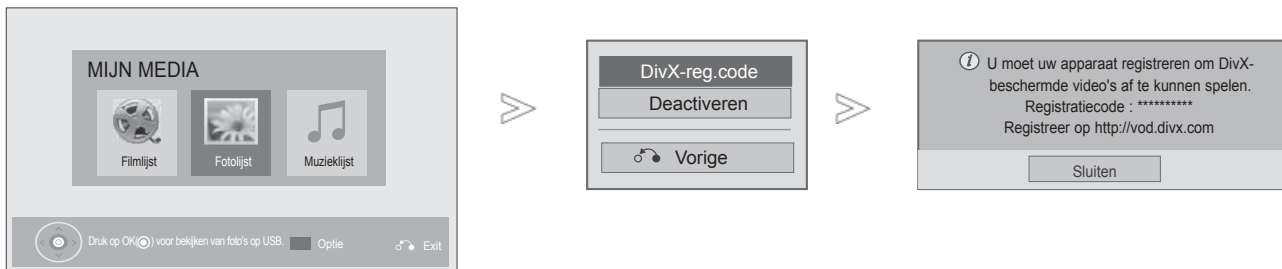 MIJN MEDIA
Filmlijst
Fotolijst
Muzieklijst
Druk op OK(◉) voor bekijken van foto's op USB.
Optie
Exit
DivX-reg.code
Deactiveren
Vorige
U moet uw apparaat registreren om DivX-
beschermde video's af te kunnen spelen.
Registratiecode : **********
Registreer op http://vod.divx.com
Sluiten